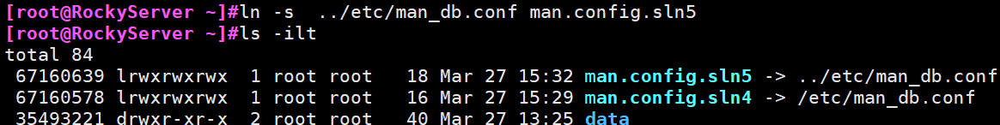 [root@RockyServer ~]#ln -s  ../etc/man_db.conf man.config.sln5
[root@RockyServer ~]#ls -ilt
total 84
 67160639 lrwxrwxrwx  1 root root   18 Mar 27 15:32 man.config.sln5 -> ../etc/man_db.conf
 67160578 lrwxrwxrwx  1 root root   16 Mar 27 15:29 man.config.sln4 -> /etc/man_db.conf
 35493221 drwxr-xr-x  2 root root   40 Mar 27 13:25 data